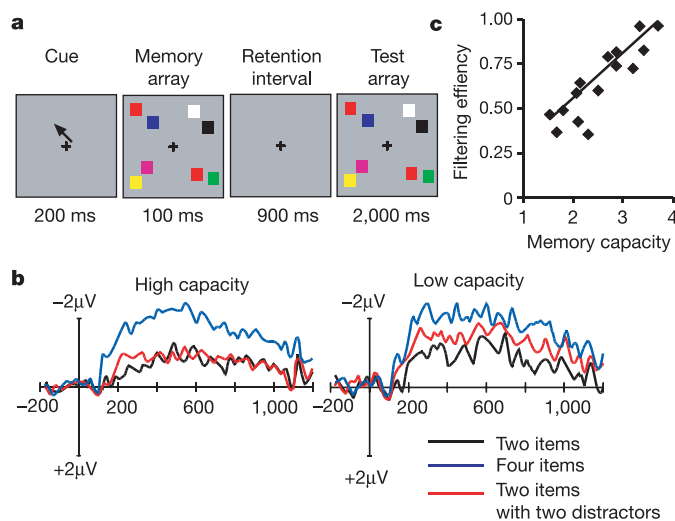 a
Cue
Memory
array
Retention
interval
Test
array
200 ms
100 ms
900 ms
2,000 ms
c
Filtering effiency
1.00
0.75
0.50
0.25
0
1
2
3
4
Memory capacity
b
High capacity
−2µV
+2µV
−200
200
600
1,000
Low capacity
−2µV
+2µV
−200
200
600
1,000
Two items
Four items
Two items
with two distractors